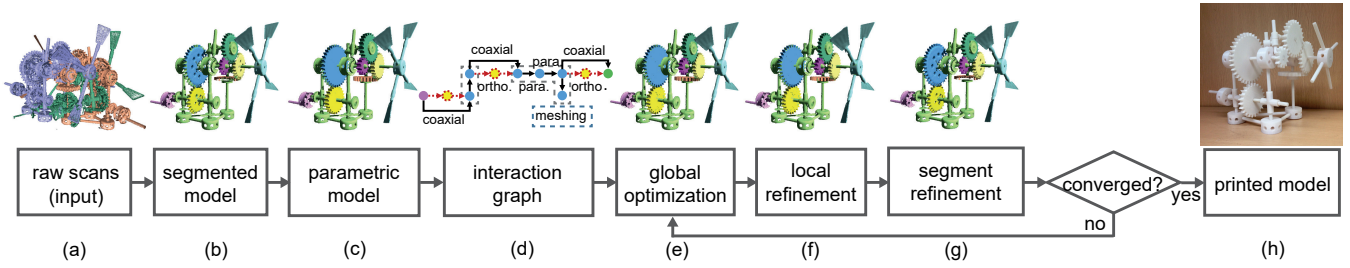 coaxial
para.
coaxial
ortho.
para.
ortho.
coaxial
meshing
raw scans
(input)
segmented
model
parametric
model
interaction
graph
global
optimization
local
refinement
segment
refinement
converged?
yes
printed model
no
(a)
(b)
(c)
(d)
(e)
(f)
(g)
(h)